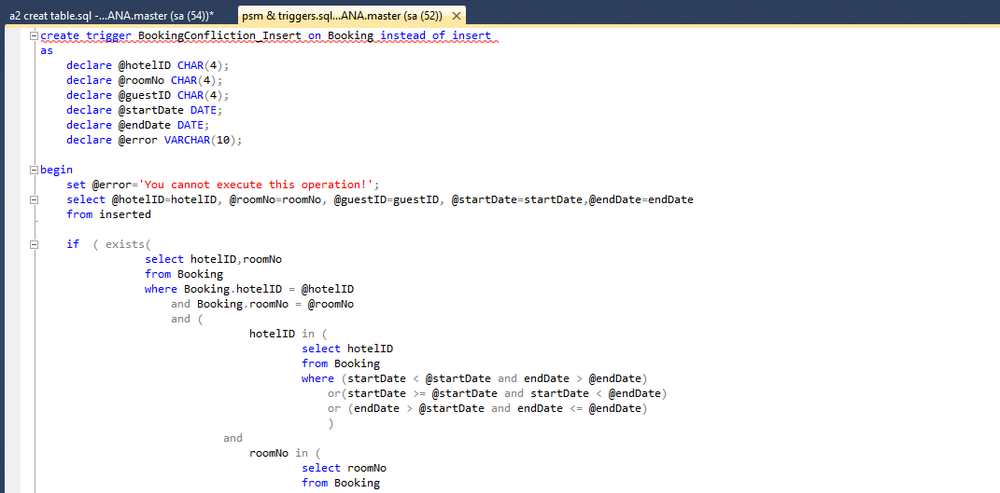 a2 creat table.sql -...ANA.master (sa (54))*
psm & triggers.sql...ANA.master (sa (52))
create trigger BookingConfliction_Insert on Booking instead of insert
as
declare @hotelID CHAR(4);
declare @roomNo CHAR(4);
declare @guestID CHAR(4);
declare @startDate DATE;
declare @endDate DATE;
declare @error VARCHAR(10);
begin
set @error='You cannot execute this operation!';
select @hotelID=hotelID, @roomNo=roomNo, @guestID=guestID, @startDate=startDate,@endDate=endDate
from inserted
if ( exists(
select hotelID,roomNo
from Booking
where Booking.hotelID = @hotelID
and Booking.roomNo = @roomNo
and (
hotelID in (
select hotelID
from Booking
where (startDate < @startDate and endDate > @endDate)
or(startDate >= @startDate and startDate < @endDate)
or (endDate > @startDate and endDate <= @endDate)
)
and
roomNo in (
select roomNo
from Booking